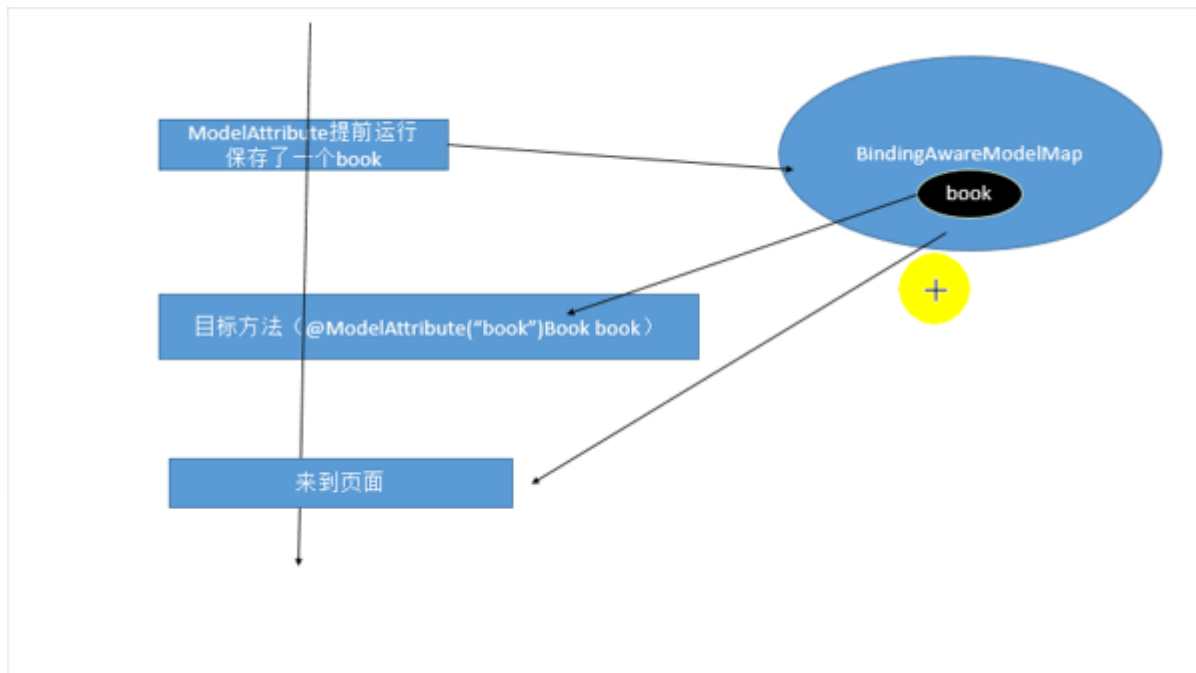 ModelAttribute提前运行
保存了一个book
BindingAwareModelMap
book
目标方法（@ModelAttribute(“book”)Book book）
来到页面